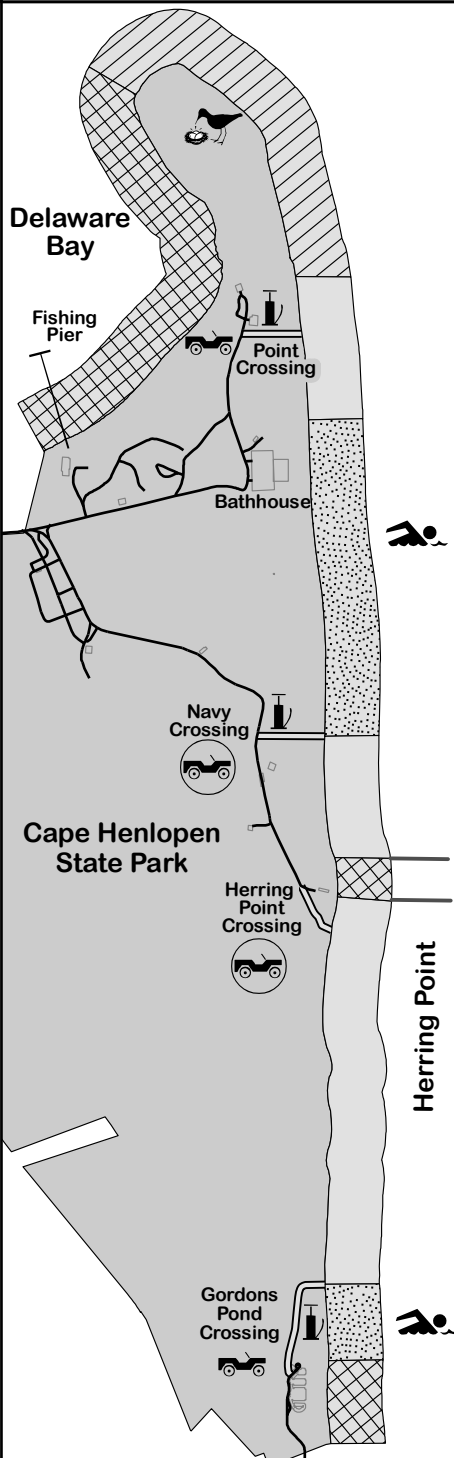 Delaware
Bay
Fishing
Pier
Point
Crossing
Bathhouse
Navy
Crossing
Cape Henlopen
State Park
Herring
Point
Crossing
Herring Point
Gordons
Pond
Crossing